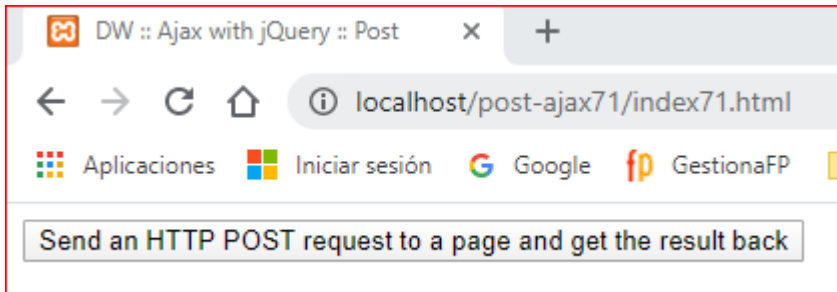 DW :: Ajax with jQuery :: Post
localhost/post-ajax71/index71.html
Aplicaciones Iniciar sesión G Google fp GestionaFP
Send an HTTP POST request to a page and get the result back